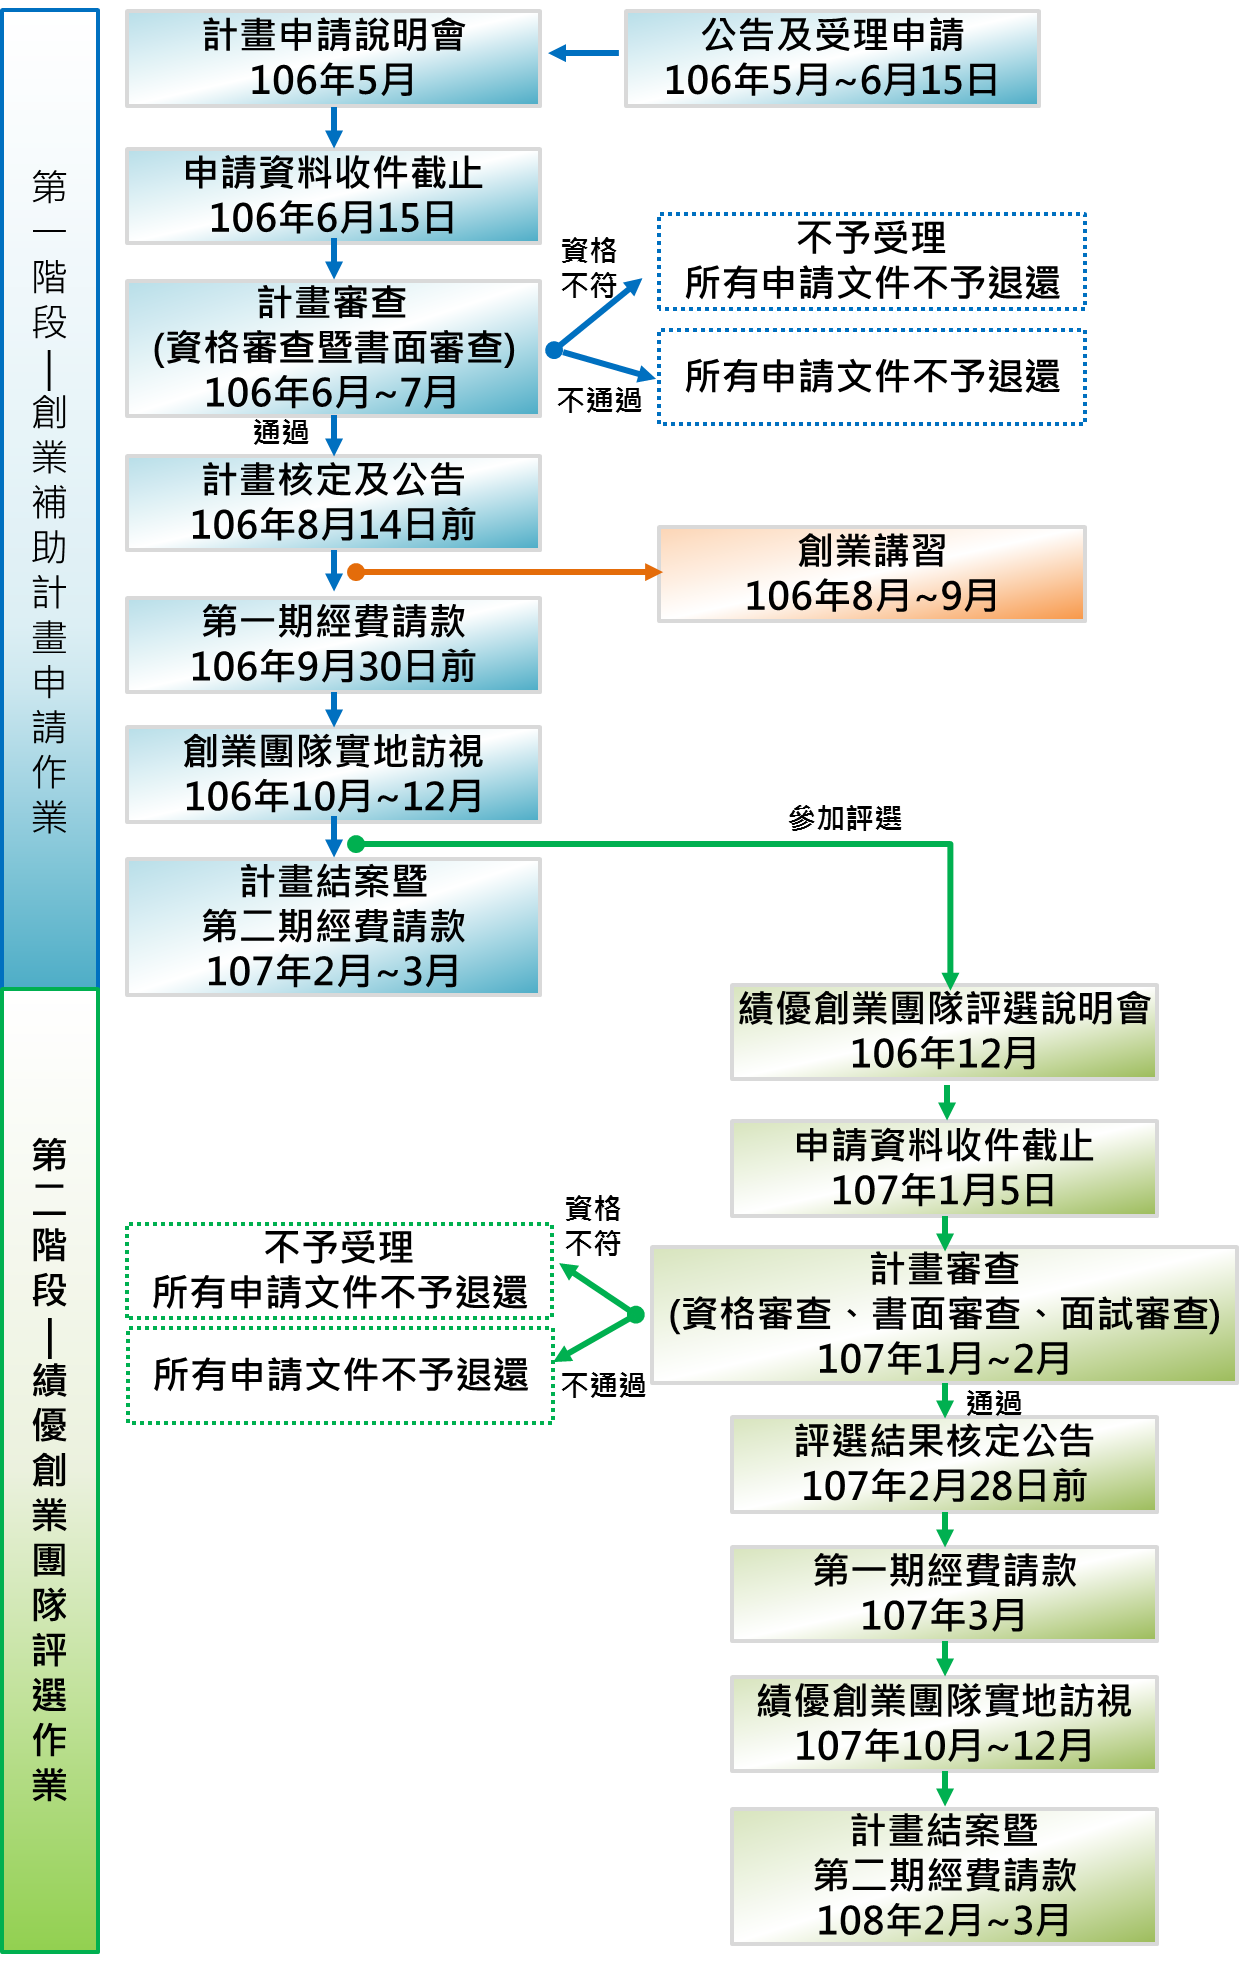 第一階段｜創業補助計畫申請作業
計畫申請說明會
106年5月
公告及受理申請
106年5月~6月15日
申請資料收件截止
106年6月15日
計畫審查
(資格審查暨書面審查)
106年6月~7月
資格
不符
不予受理
所有申請文件不予退還
不通過
所有申請文件不予退還
通過
計畫核定及公告
106年8月14日前
創業講習
106年8月~9月
第一期經費請款
106年9月30日前
創業團隊實地訪視
106年10月~12月
參加評選
計畫結案暨
第二期經費請款
107年2月~3月
第二階段｜績優創業團隊評選作業
績優創業團隊評選說明會
106年12月
申請資料收件截止
107年1月5日
計畫審查
(資格審查、書面審查、面試審查)
107年1月~2月
資格
不符
不予受理
所有申請文件不予退還
不通過
所有申請文件不予退還
通過
評選結果核定公告
107年2月28日前
第一期經費請款
107年3月
績優創業團隊實地訪視
107年10月~12月
計畫結案暨
第二期經費請款
108年2月~3月